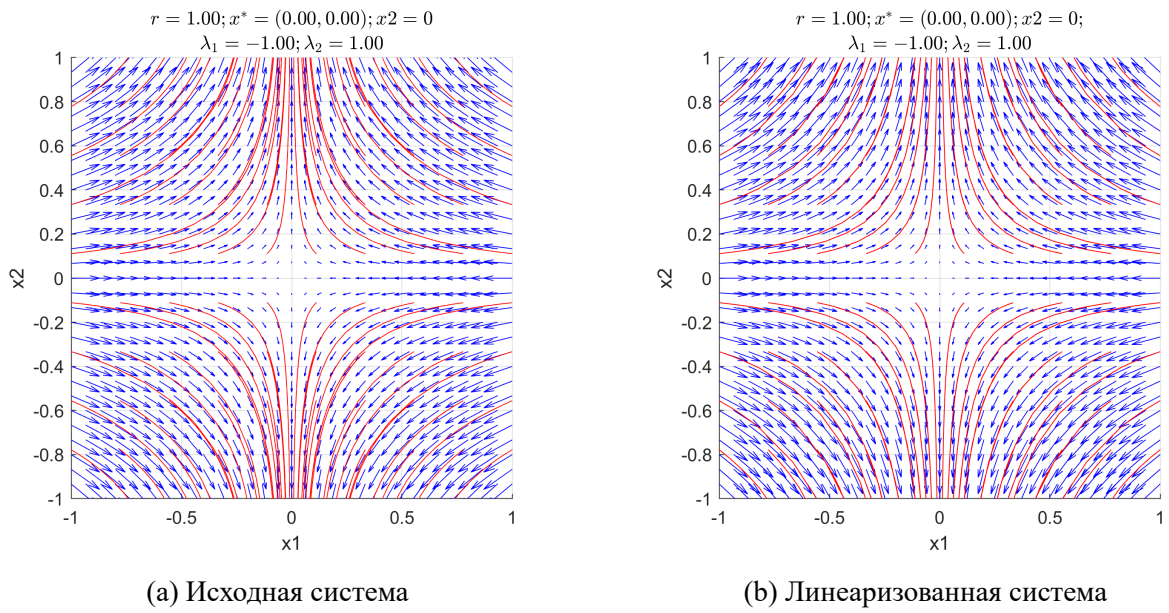 r = 1.00; x* = (0.00, 0.00); x2 = 0
λ₁ = −1.00; λ₂ = 1.00
1
0.8
0.6
0.4
0.2
0
-0.2
-0.4
-0.6
-0.8
-1
x2
-1 -0.5 0 0.5 1
x1
(a) Исходная система
r = 1.00; x* = (0.00, 0.00); x2 = 0;
λ₁ = −1.00; λ₂ = 1.00
1
0.8
0.6
0.4
0.2
0
-0.2
-0.4
-0.6
-0.8
-1
x2
-1 -0.5 0 0.5 1
x1
(b) Линеаризованная система